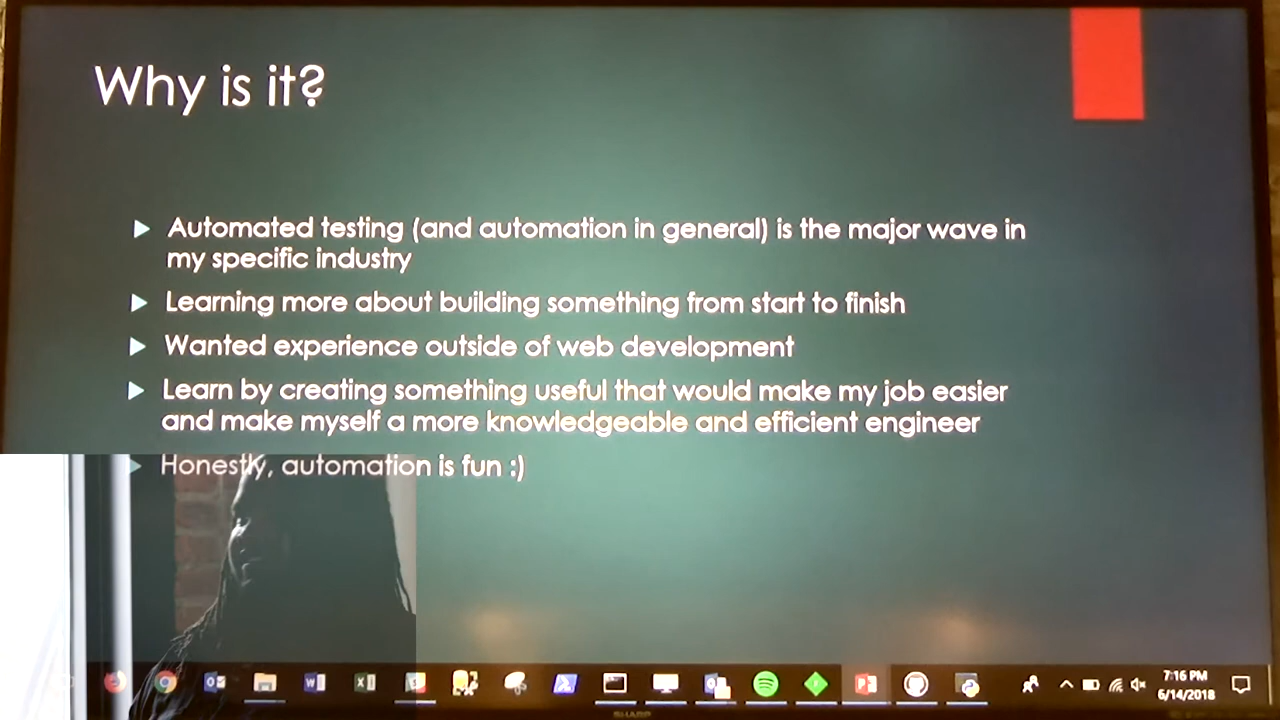 Why is it?
Automated testing (and automation in general) is the major wave in
my specific industry
Learning more about building something from start to finish
Wanted experience outside of web development
Learn by creating something useful that would make my job easier
and make myself a more knowledgeable and efficient engineer
Honestly, automation is fun :)
7:16 PM
6/14/2018
SHARP